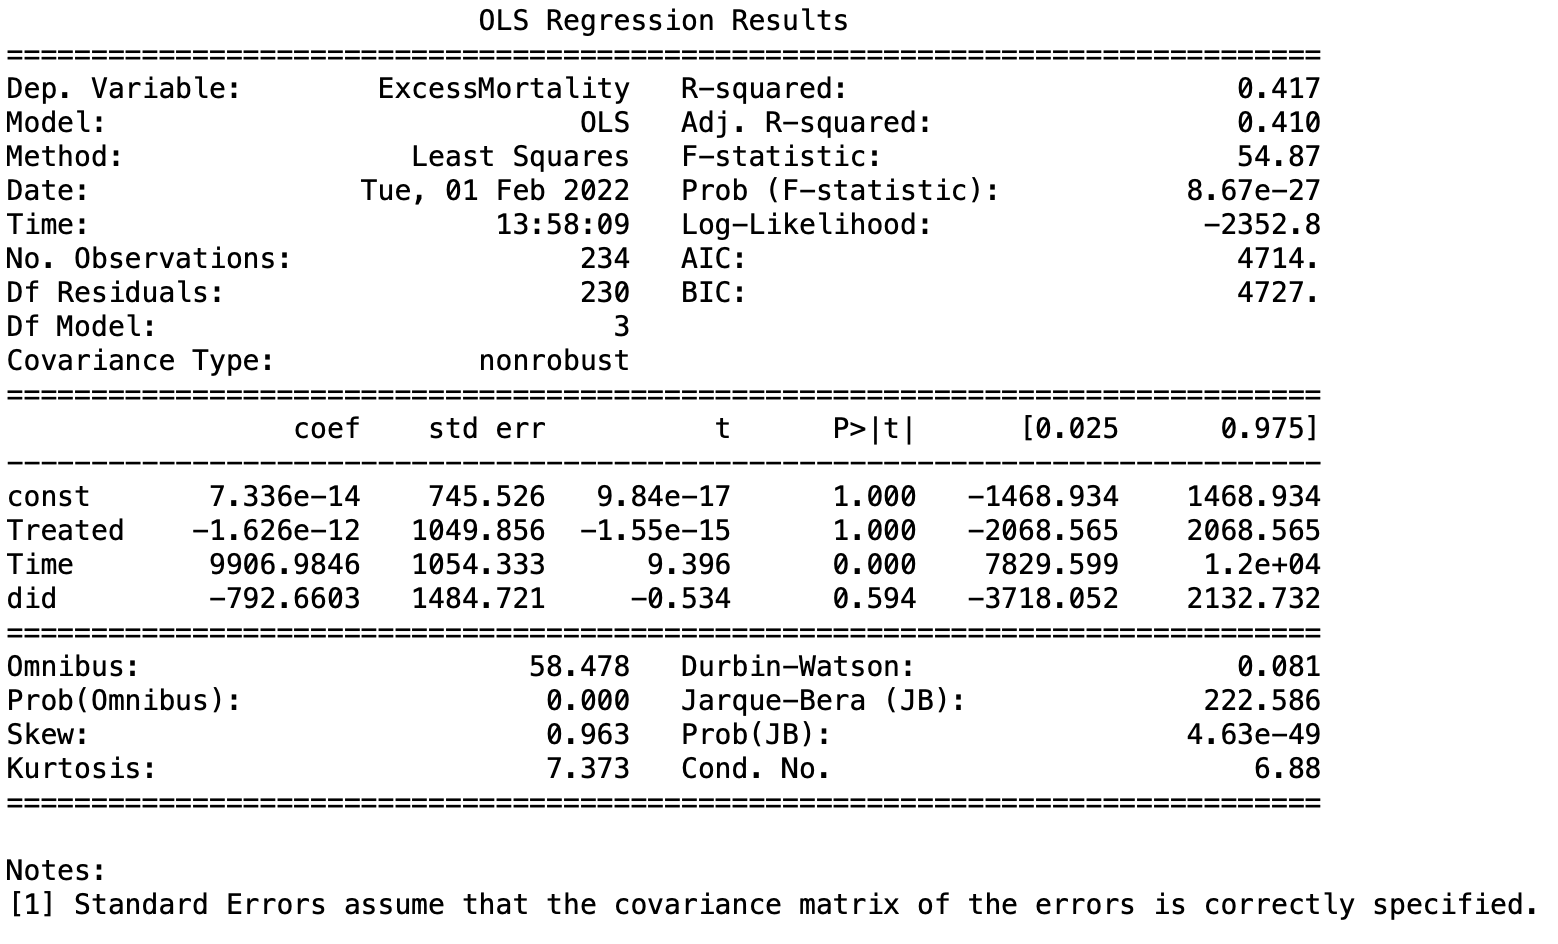 OLS Regression Results
==============================================================================
Dep. Variable: ExcessMortality R-squared: 0.417
Model: OLS Adj. R-squared: 0.410
Method: Least Squares F-statistic: 54.87
Date: Tue, 01 Feb 2022 Prob (F-statistic): 8.67e-27
Time: 13:58:09 Log-Likelihood: -2352.8
No. Observations: 234 AIC: 4714.
Df Residuals: 230 BIC: 4727.
Df Model: 3
Covariance Type: nonrobust
==============================================================================
coef std err t P>|t| [0.025 0.975]
------------------------------------------------------------------------------
const 7.336e-14 745.526 9.84e-17 1.000 -1468.934 1468.934
Treated -1.626e-12 1049.856 -1.55e-15 1.000 -2068.565 2068.565
Time 9906.9846 1054.333 9.396 0.000 7829.599 1.2e+04
did -792.6603 1484.721 -0.534 0.594 -3718.052 2132.732
==============================================================================
Omnibus: 58.478 Durbin-Watson: 0.081
Prob(Omnibus): 0.000 Jarque-Bera (JB): 222.586
Skew: 0.963 Prob(JB): 4.63e-49
Kurtosis: 7.373 Cond. No. 6.88
==============================================================================
Notes:
[1] Standard Errors assume that the covariance matrix of the errors is correctly specified.